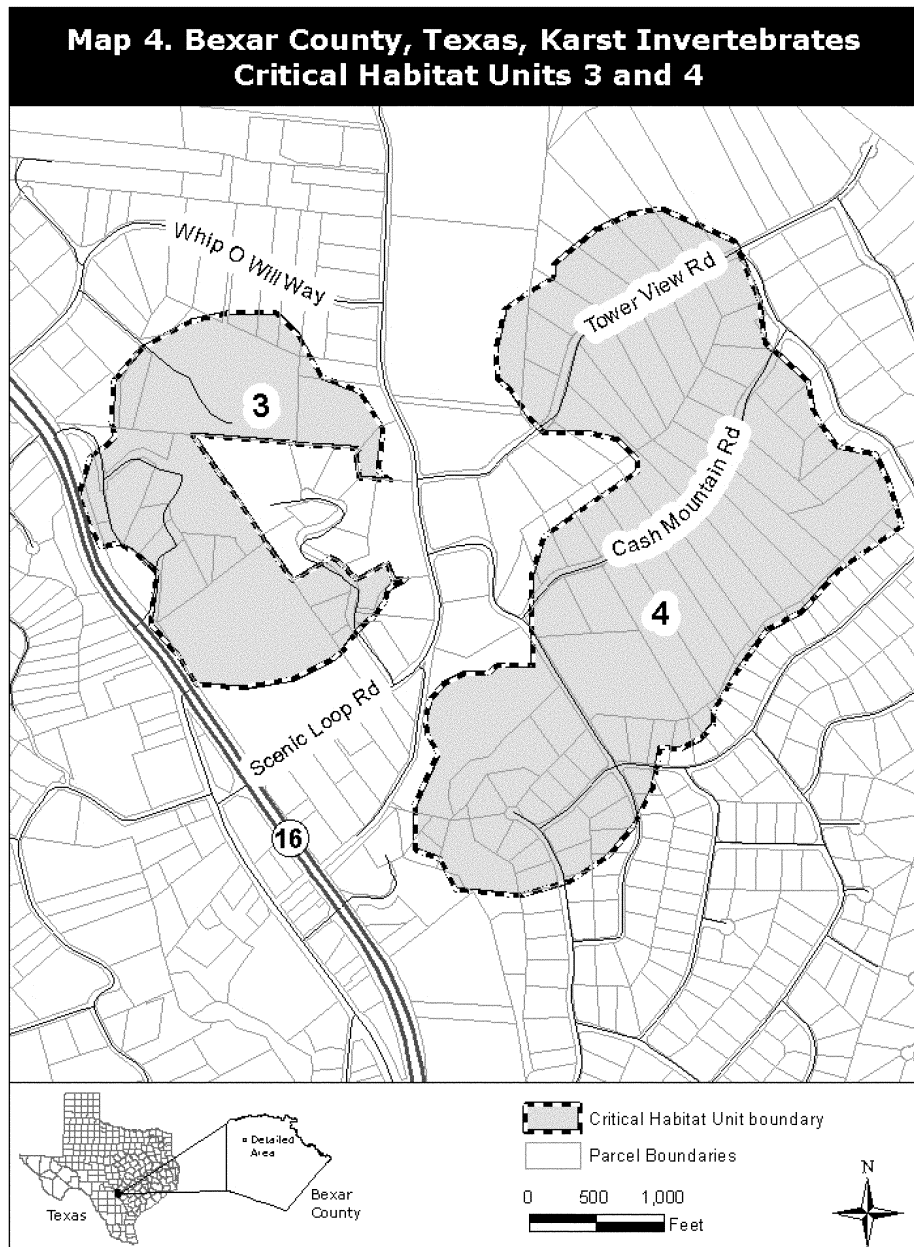 Map 4. Bexar County, Texas, Karst Invertebrates
Critical Habitat Units 3 and 4
Whip O Will Way
Tower View Rd
3
Cash Mountain Rd
4
Scenic Loop Rd
16
Detailed
Area
Texas
Bexar
County
Critical Habitat Unit boundary
Parcel Boundaries
0 500 1,000
Feet
N